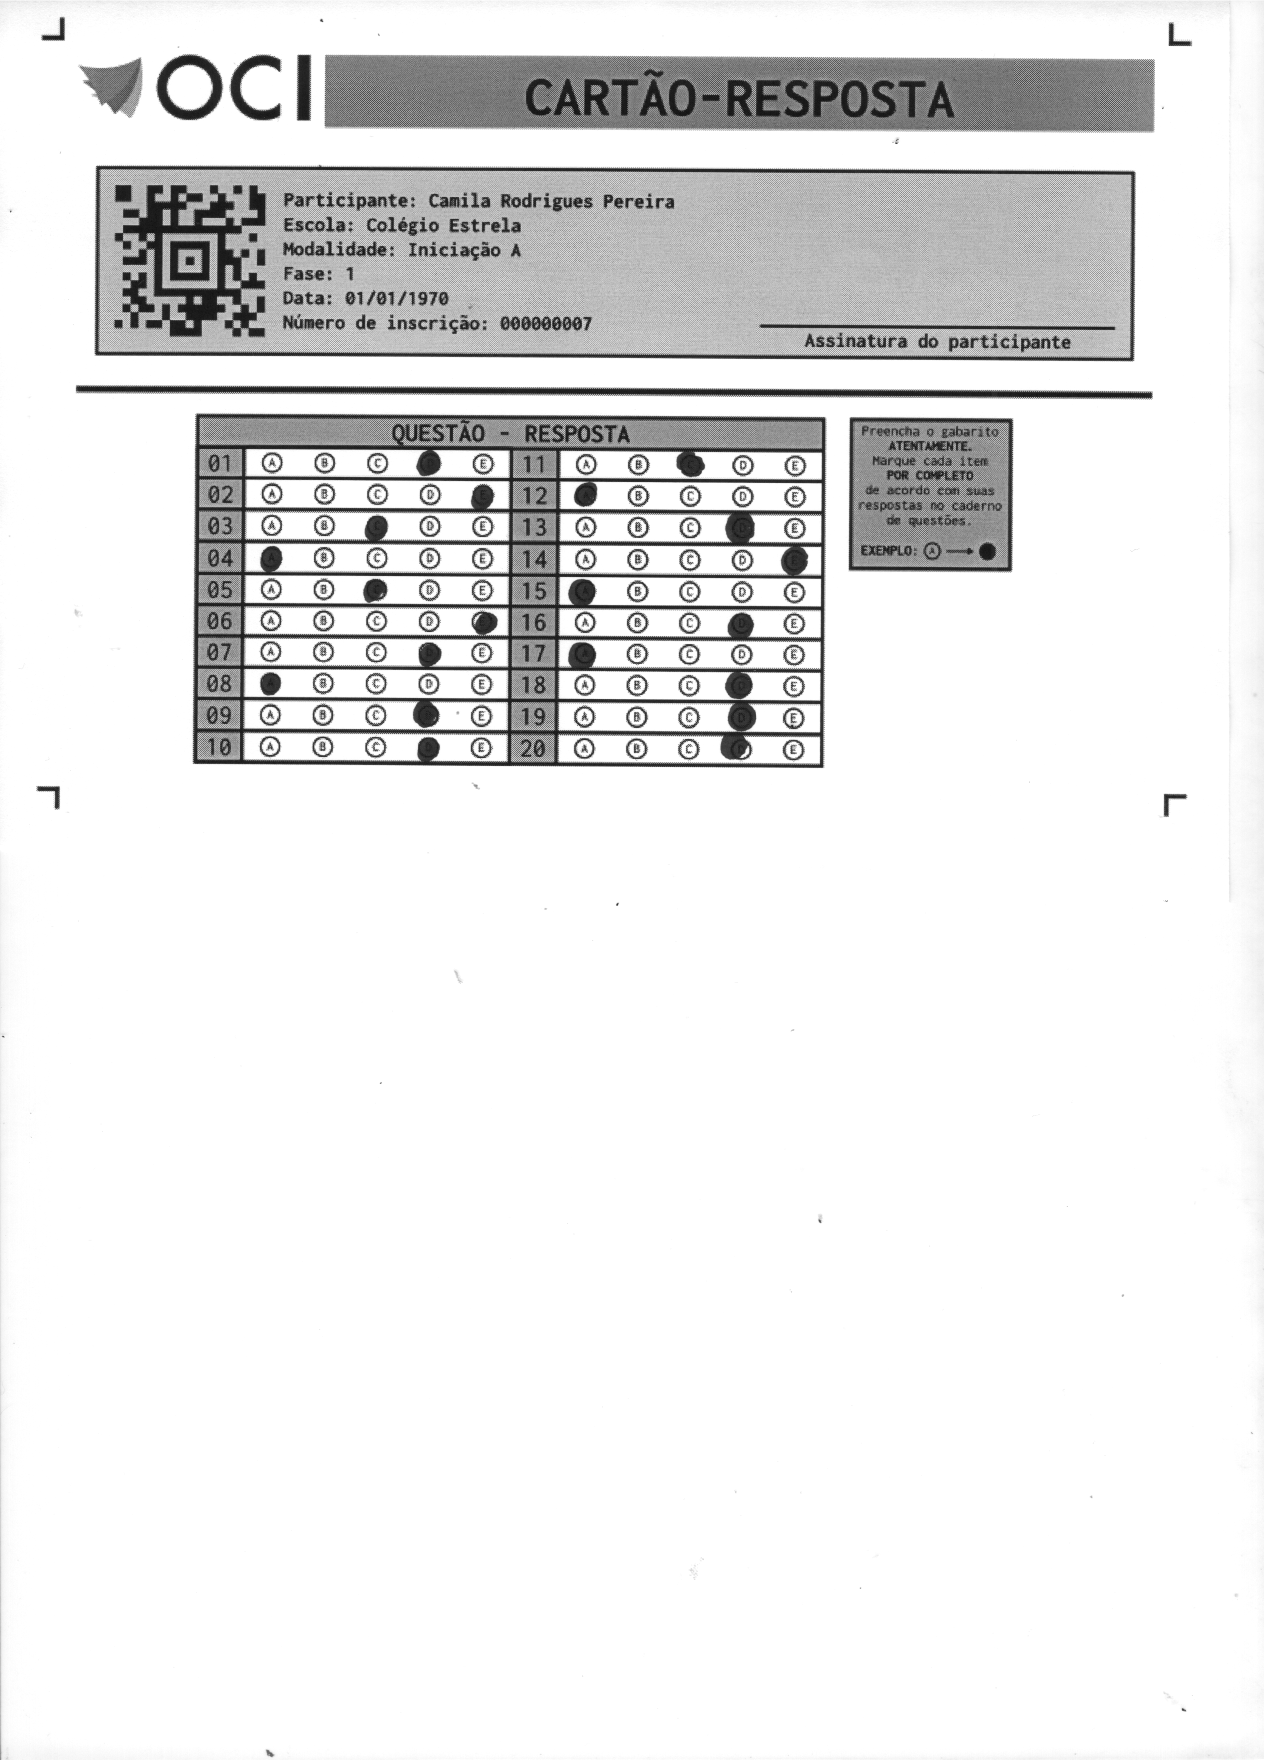 OCI
CARTÃO-RESPOSTA
Participante: Camila Rodrigues Pereira
Escola: Colégio Estrela
Modalidade: Iniciação A
Fase: 1
Data: 01/01/1970
Número de inscrição: 000000007
Assinatura do participante
QUESTÃO - RESPOSTA
01 A B C E 11 A B C D E
02 A B C D E 12 A B C D E
03 A B C D E 13 A B C D E
04 A B C D E 14 A B C D E
05 A B C D E 15 A B C D E
06 A B C D E 16 A B C D E
07 A B C D E 17 A B C D E
08 A B C D E 18 A B C D E
09 A B C D E 19 A B C D E
10 A B C D E 20 A B C D E
Preencha o gabarito
ATENTAMENTE.
Marque cada item
POR COMPLETO
de acordo com suas
respostas no caderno
de questões.
EXEMPLO: A